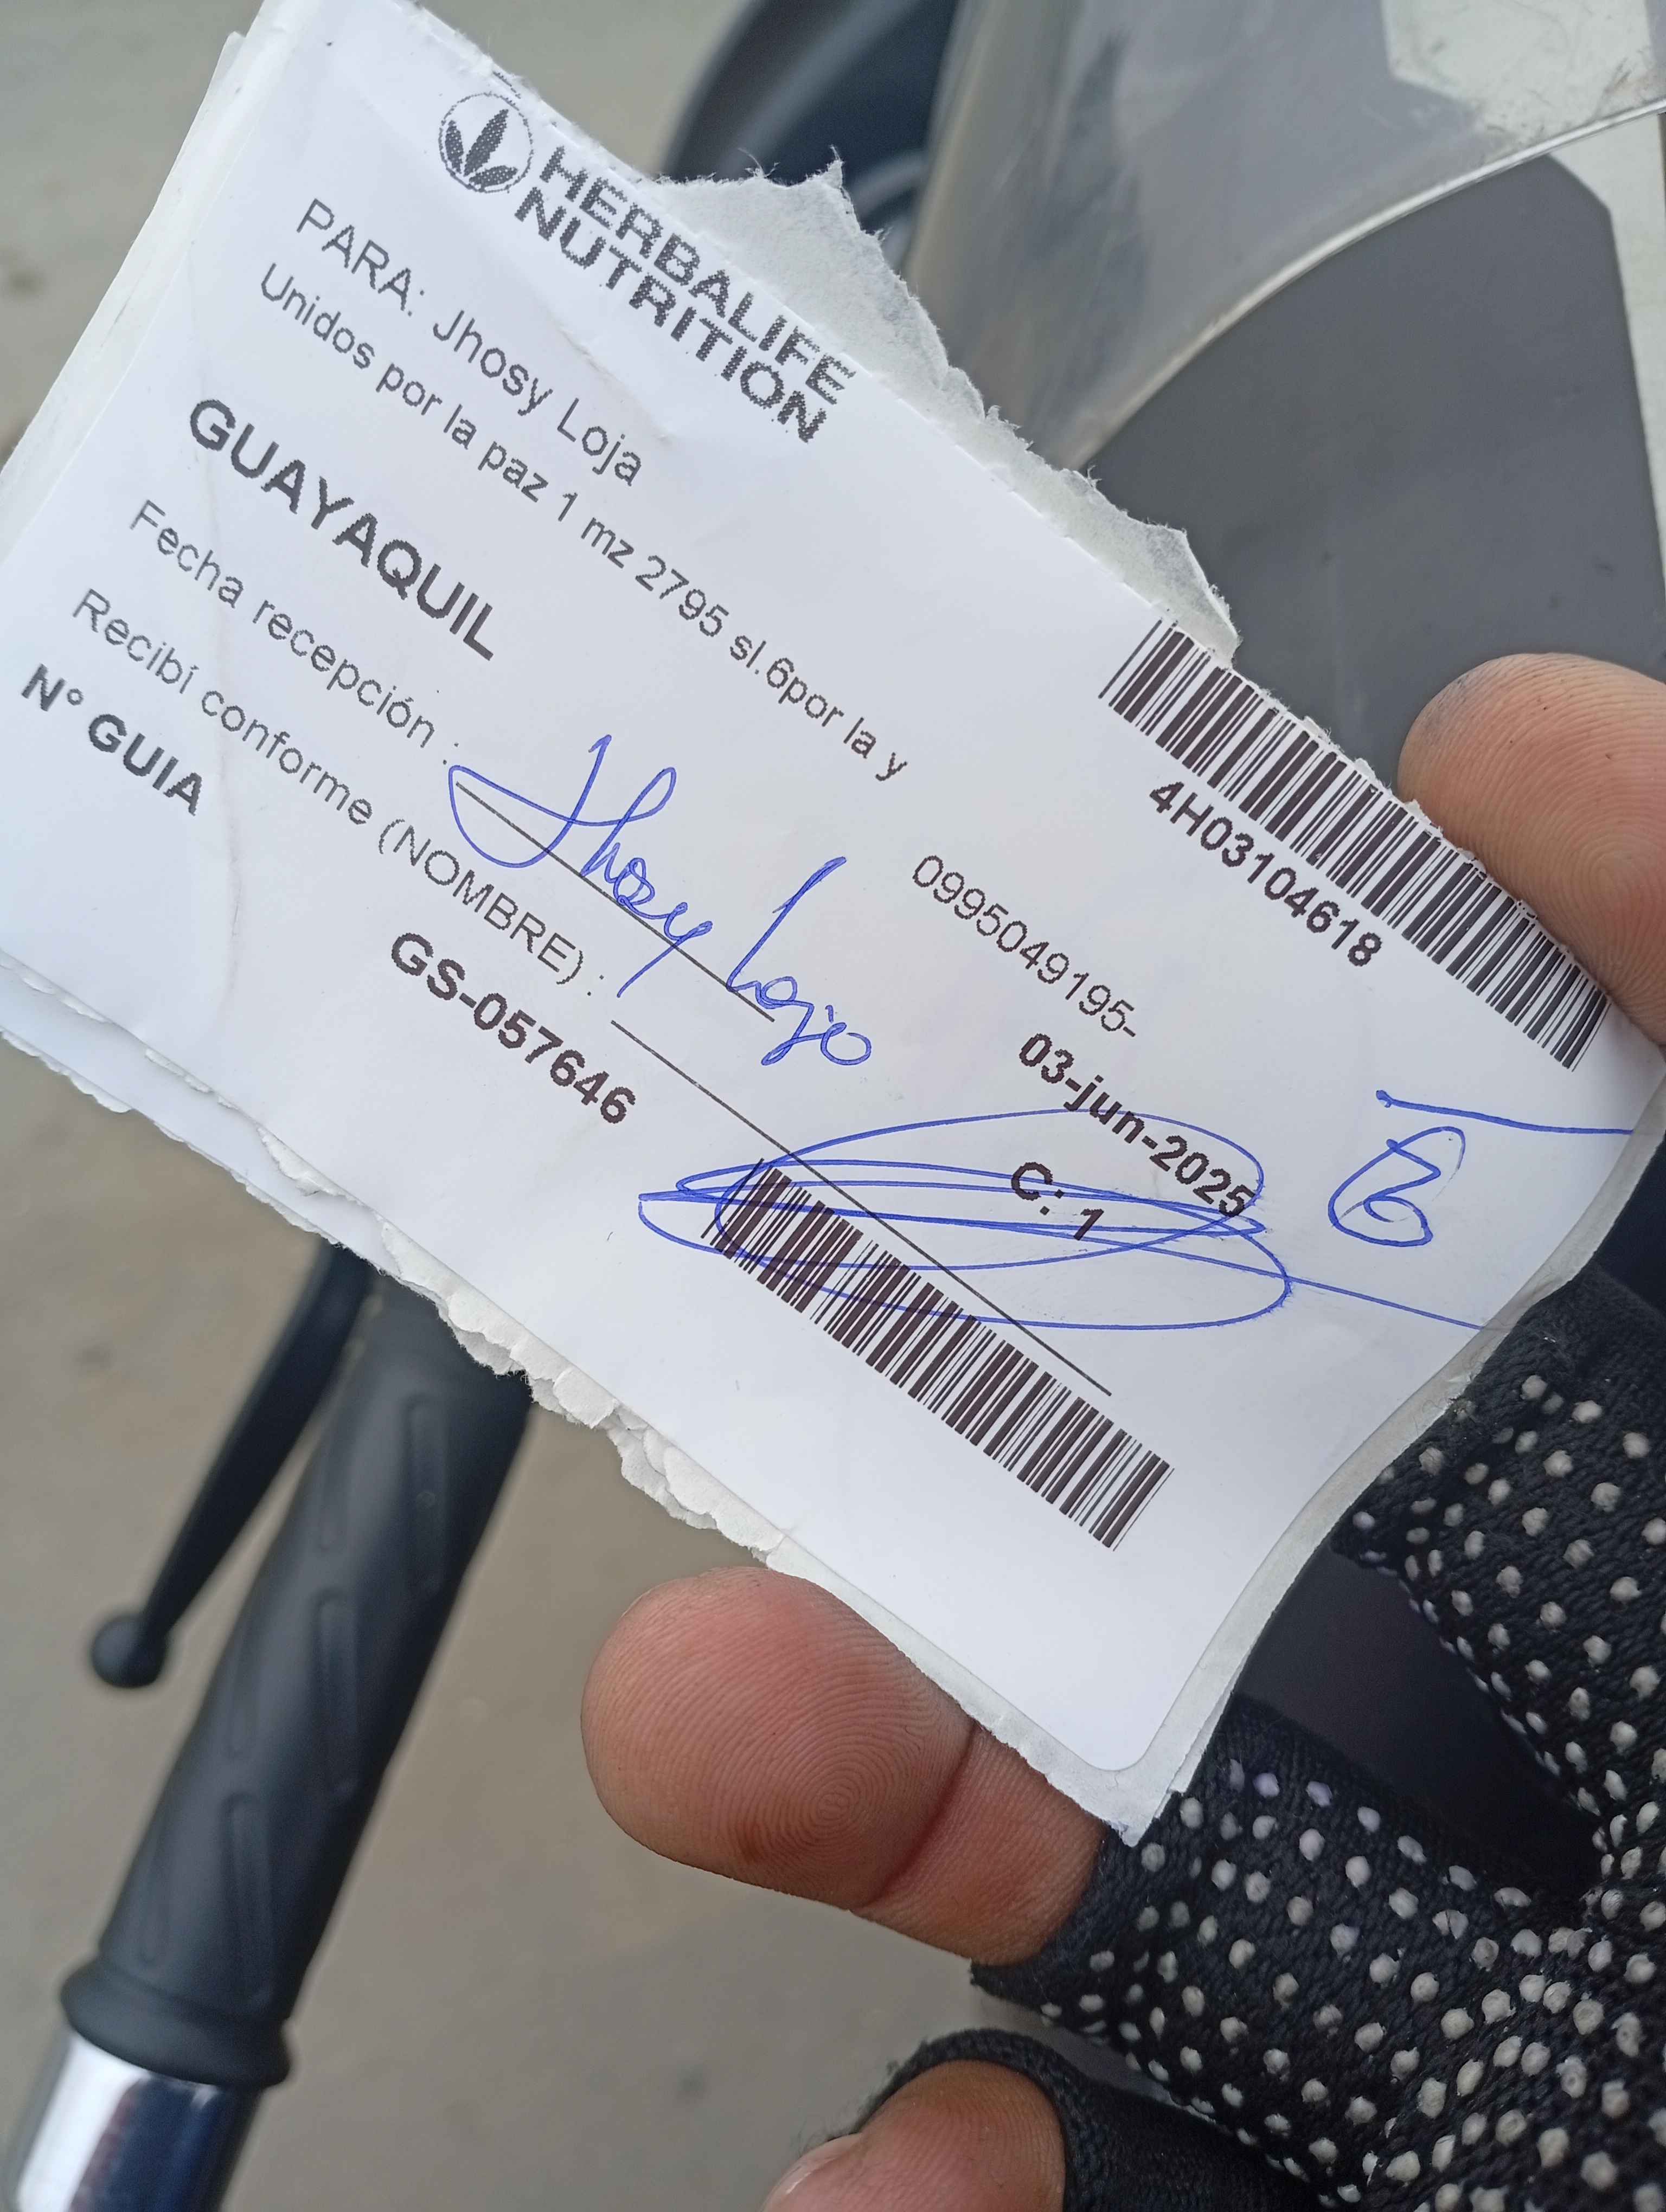 HERBALIFE
NUTRITION
4H03104618
PARA: Jhosy Loja
Unidos por la paz 1 mz 2795 sl.6por la y
0995049195-
GUAYAQUIL
03-jun-2025
Fecha recepción :
Jhosy Loja
C: 1
Recibí conforme (NOMBRE) :
N° GUIA
GS-057646